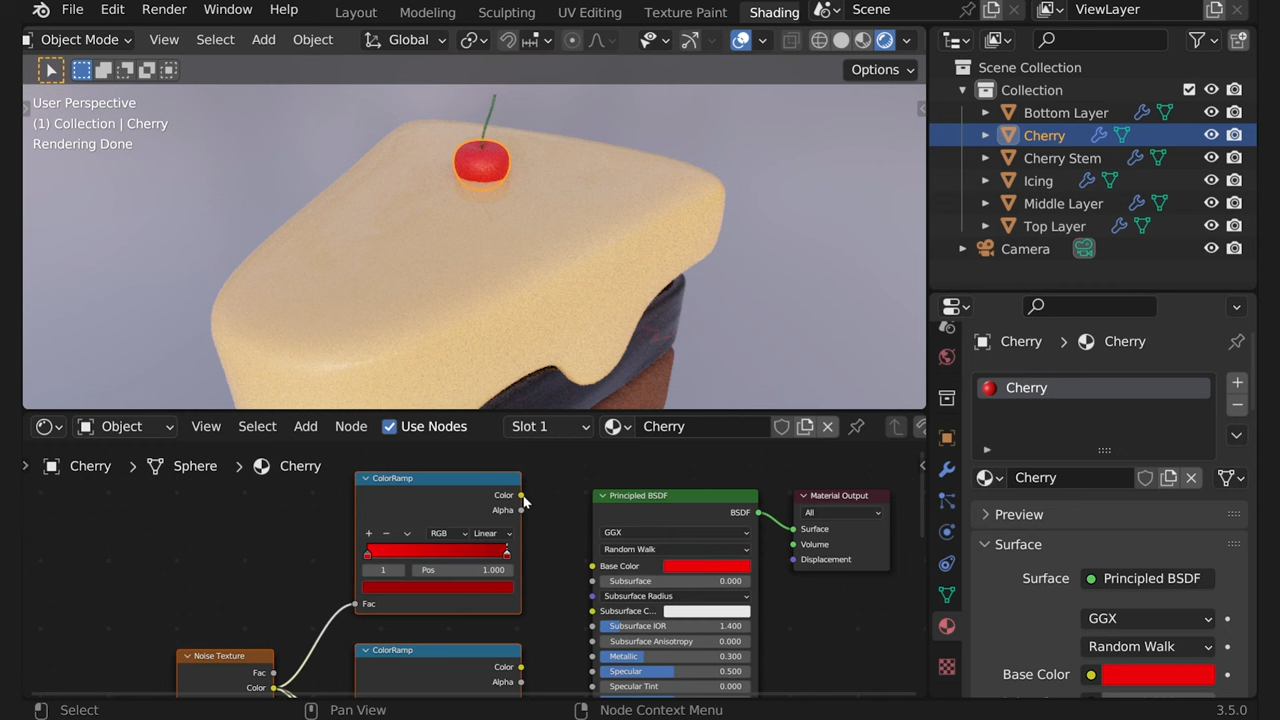 File Edit Render Window Help Layout Modeling Sculpting UV Editing Texture Paint Shading Scene ViewLayer
Object Mode View Select Add Object Global
Options
User Perspective
(1) Collection | Cherry
Rendering Done
Scene Collection
Collection
Bottom Layer
Cherry
Cherry Stem
Icing
Middle Layer
Top Layer
Camera
Cherry Cherry
Cherry
Cherry
Preview
Surface
Surface Principled BSDF
GGX
Random Walk
Base Color
Object View Select Add Node Use Nodes Slot 1 Cherry
Cherry Sphere Cherry
ColorRamp
Color
Alpha
RGB Linear
1 Pos 1.000
Fac
Noise Texture
Fac
Color
ColorRamp
Color
Alpha
Principled BSDF
BSDF
GGX
Random Walk
Base Color
Subsurface 0.000
Subsurface Radius
Subsurface C...
Subsurface IOR 1.400
Subsurface Anisotropy 0.000
Metallic 0.300
Specular 0.500
Specular Tint 0.000
Material Output
All
Surface
Volume
Displacement
Select Pan View Node Context Menu 3.5.0